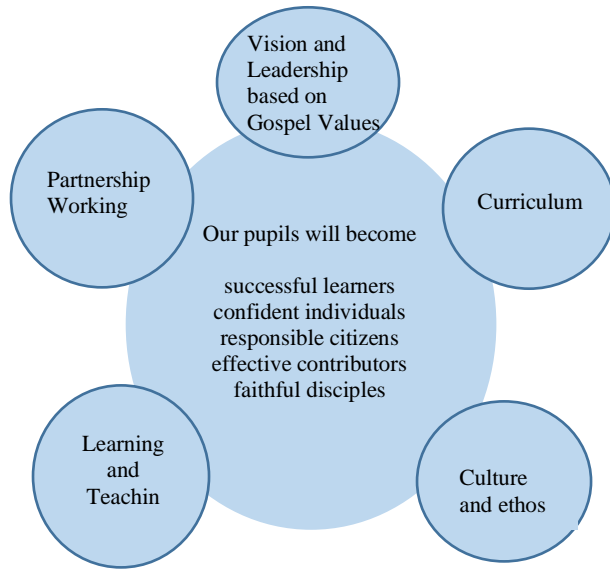 Vision and
Leadership
based on
Gospel Values
Partnership
Working
Curriculum
Our pupils will become
successful learners
confident individuals
responsible citizens
effective contributors
faithful disciples
Learning
and
Teachin
Culture
and ethos